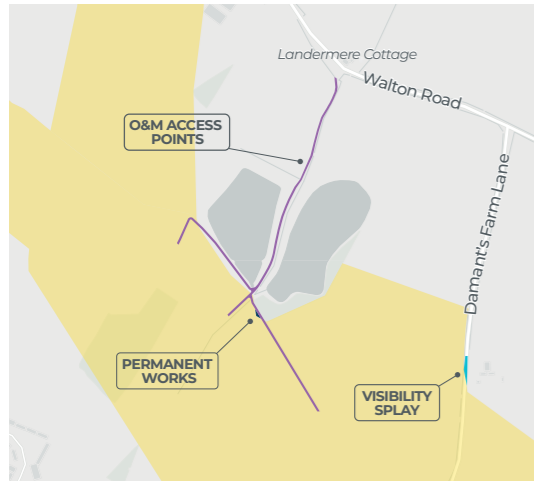 Landermere Cottage
Walton Road
O&M ACCESS
POINTS
Damant's Farm Lane
PERMANENT
WORKS
VISIBILITY
SPLAY